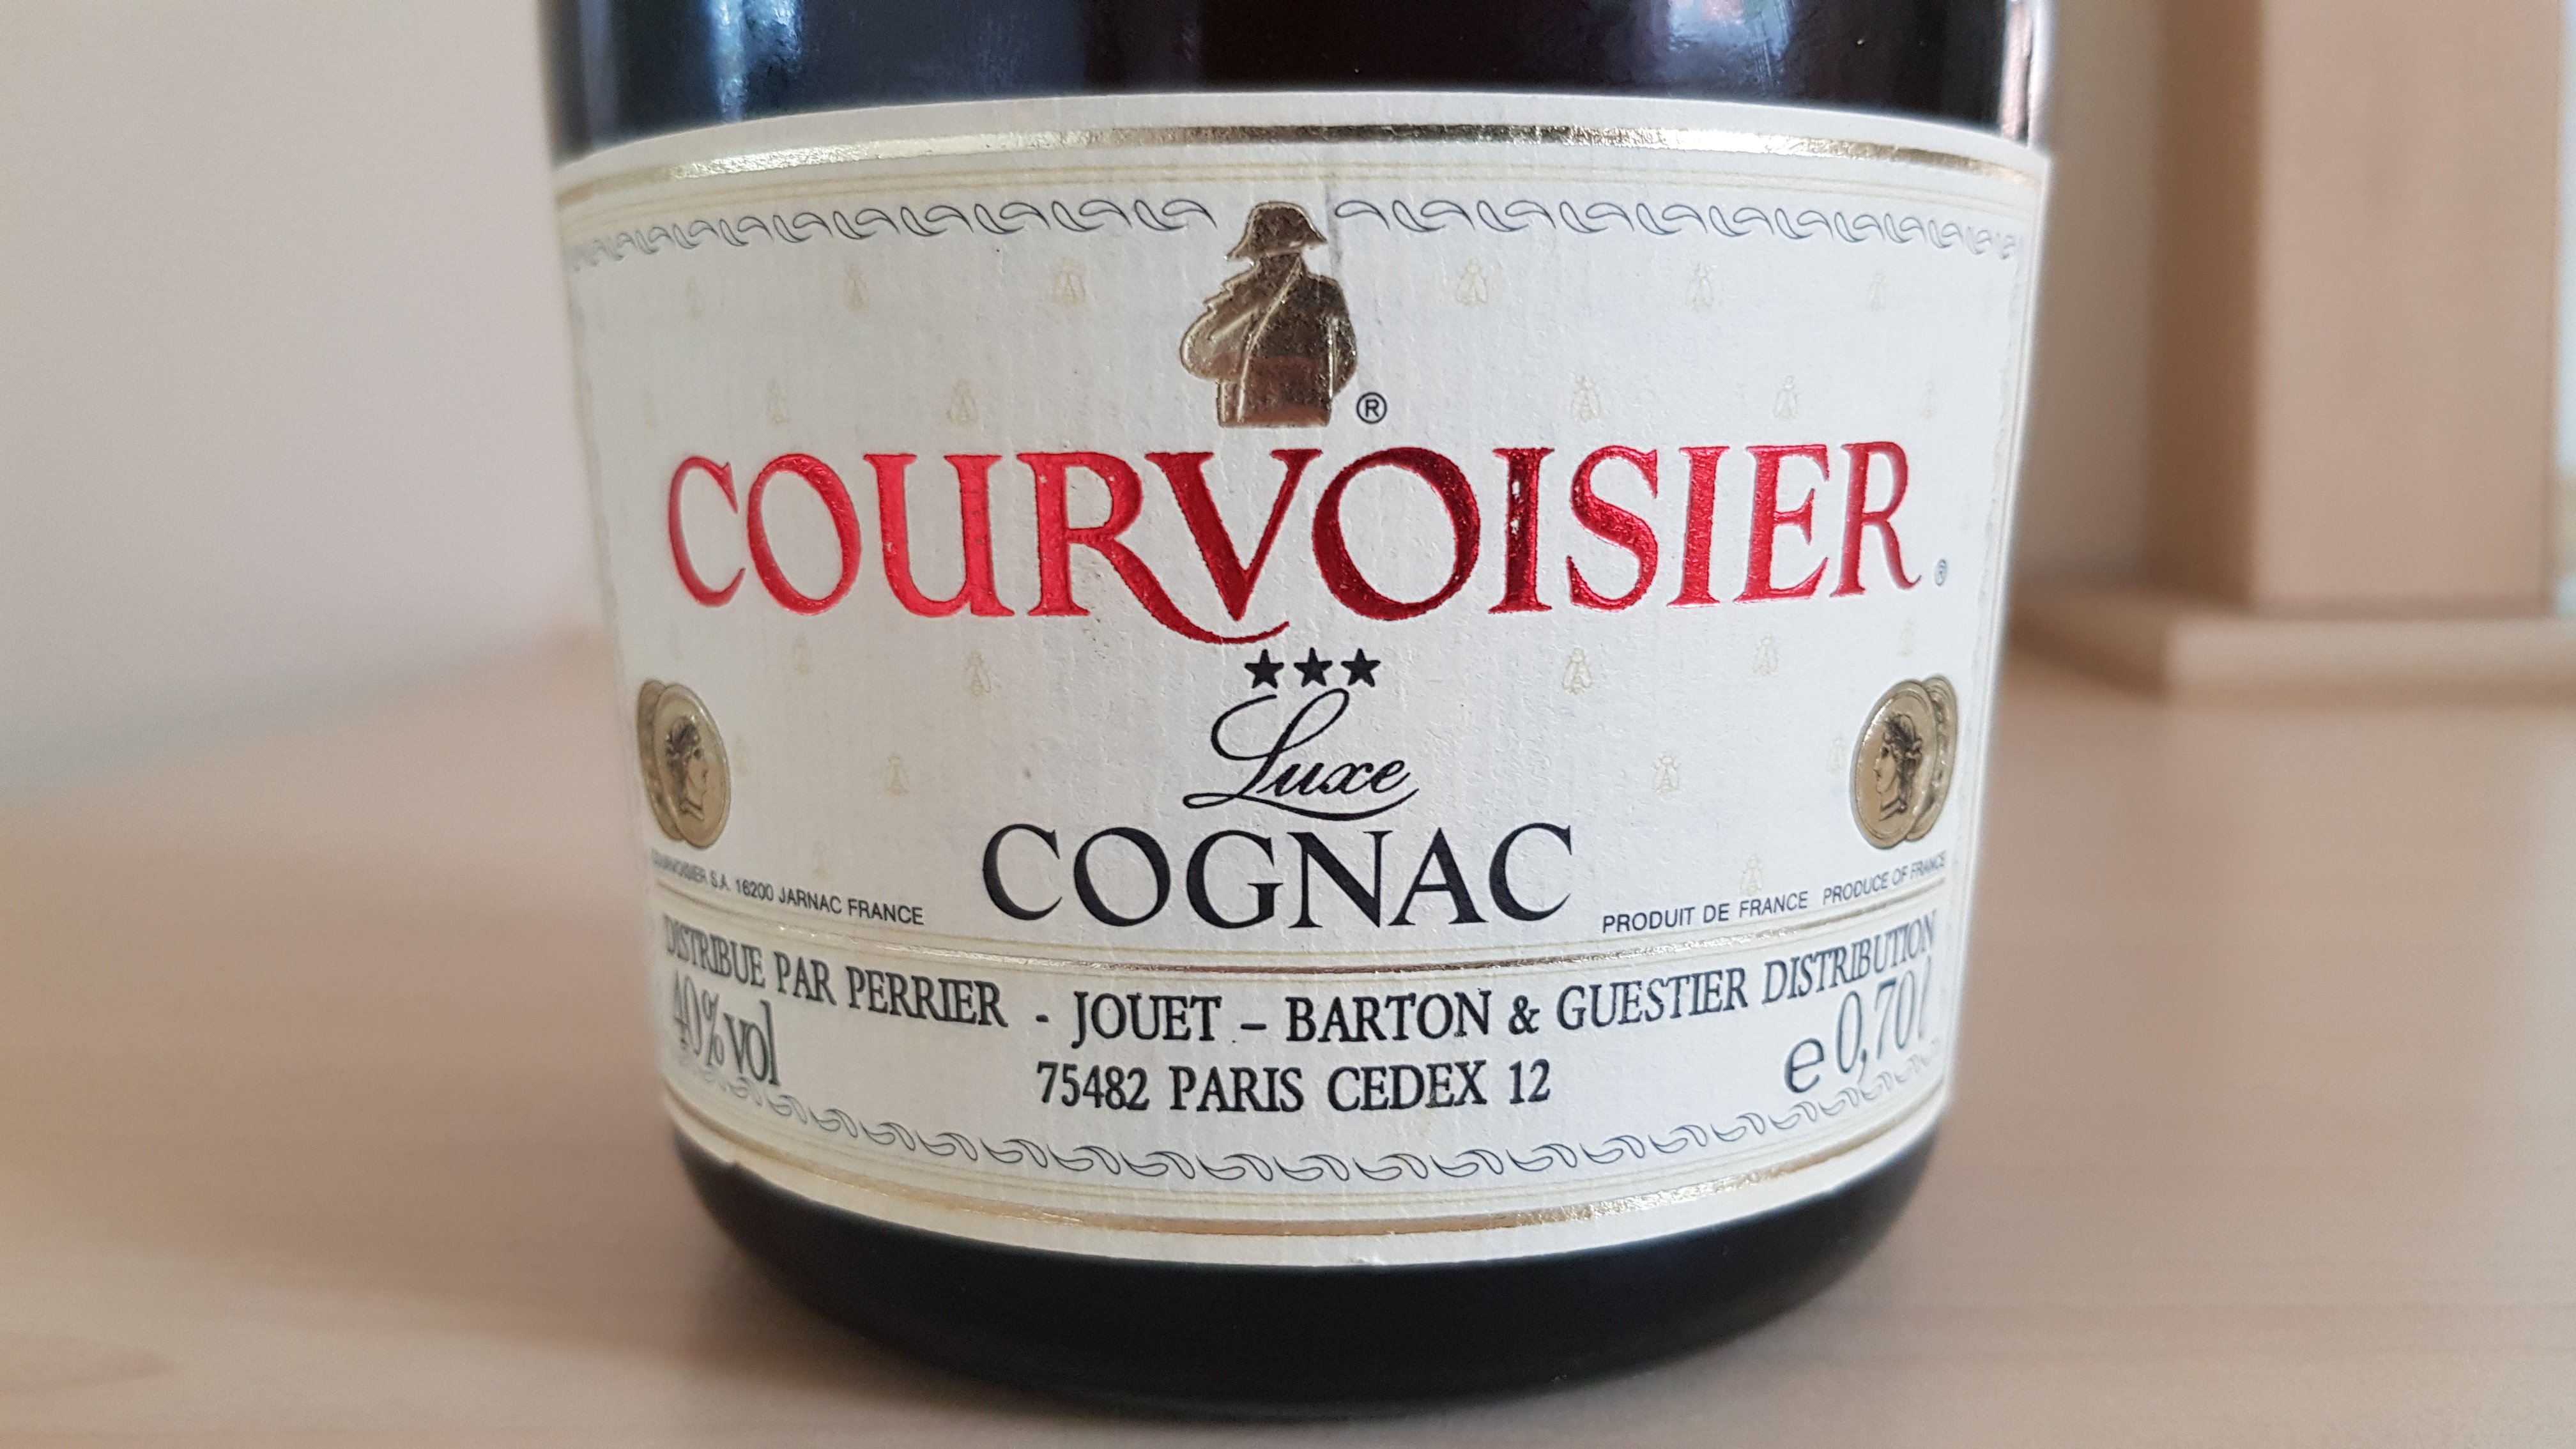 ®
COURVOISIER ®
★★★
Luxe
COGNAC
COURVOISIER S.A. 16200 JARNAC FRANCE
PRODUIT DE FRANCE PRODUCE OF FRANCE
DISTRIBUE PAR PERRIER - JOUET – BARTON & GUESTIER DISTRIBUTION
40%vol
75482 PARIS CEDEX 12
e 0,70ℓ